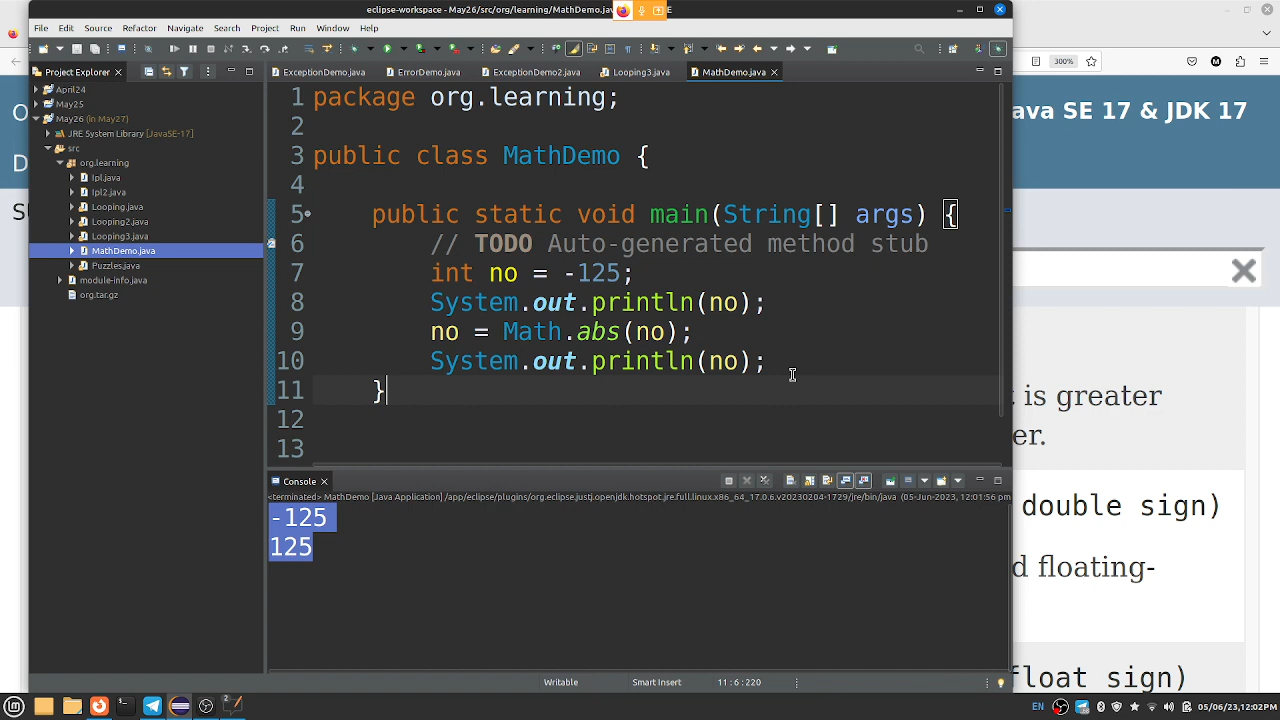 eclipse-workspace - May26/src/org/learning/MathDemo.jav
E
File Edit Source Refactor Navigate Search Project Run Window Help
300%
Project Explorer
April24
May25
May26 (in May27)
JRE System Library [JavaSE-17]
src
org.learning
Ipl.java
Ipl2.java
Looping.java
Looping2.java
Looping3.java
MathDemo.java
Puzzles.java
module-info.java
org.tar.gz
ExceptionDemo.java ErrorDemo.java ExceptionDemo2.java Looping3.java MathDemo.java
1 package org.learning;
2
3 public class MathDemo {
4
5 public static void main(String[] args) {
6 // TODO Auto-generated method stub
7 int no = -125;
8 System.out.println(no);
9 no = Math.abs(no);
10 System.out.println(no);
11 }
12
13
Console
<terminated> MathDemo [Java Application] /app/eclipse/plugins/org.eclipse.justj.openjdk.hotspot.jre.full.linux.x86_64_17.0.6.v20230204-1729/jre/bin/java (05-Jun-2023, 12:01:56 pm
-125
125
Writable Smart Insert 11 : 6 : 220
O
D
SU
ava SE 17 & JDK 17
is greater
er.
double sign)
d floating-
float sign)
EN 05/06/23, 12:02PM